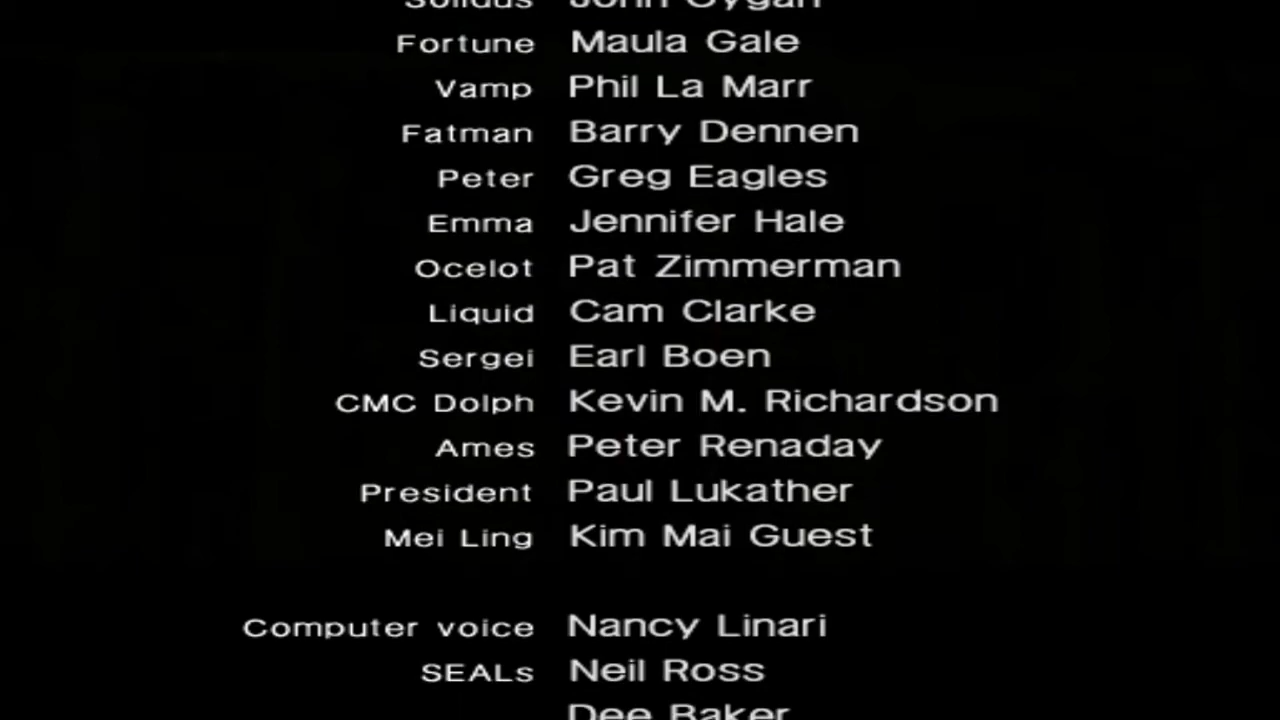 Solidus John Cygan
Fortune Maula Gale
Vamp Phil La Marr
Fatman Barry Dennen
Peter Greg Eagles
Emma Jennifer Hale
Ocelot Pat Zimmerman
Liquid Cam Clarke
Sergei Earl Boen
CMC Dolph Kevin M. Richardson
Ames Peter Renaday
President Paul Lukather
Mei Ling Kim Mai Guest
Computer voice Nancy Linari
SEALs Neil Ross
Dee Baker